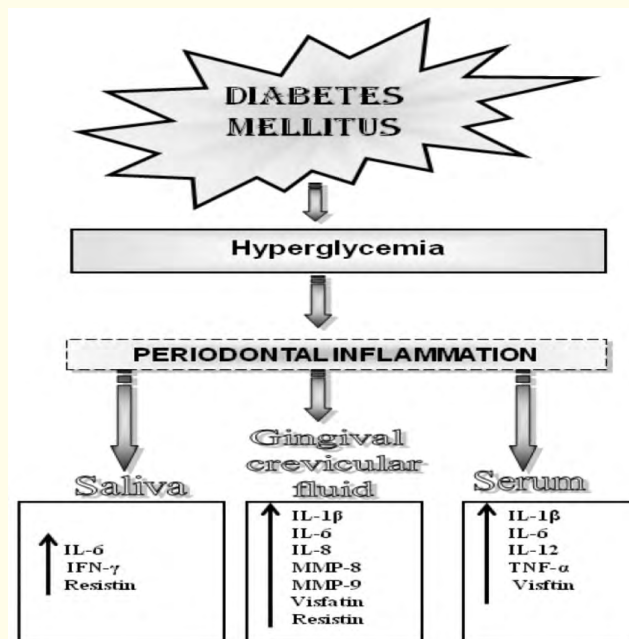 DIABETES
MELLITUS
Hyperglycemia
PERIODONTAL INFLAMMATION
Saliva
IL-6
IFN-γ
Resistin
Gingival
crevicular
fluid
IL-1β
IL-6
IL-8
MMP-8
MMP-9
Visfatin
Resistin
Serum
IL-1β
IL-6
IL-12
TNF-α
Visftin